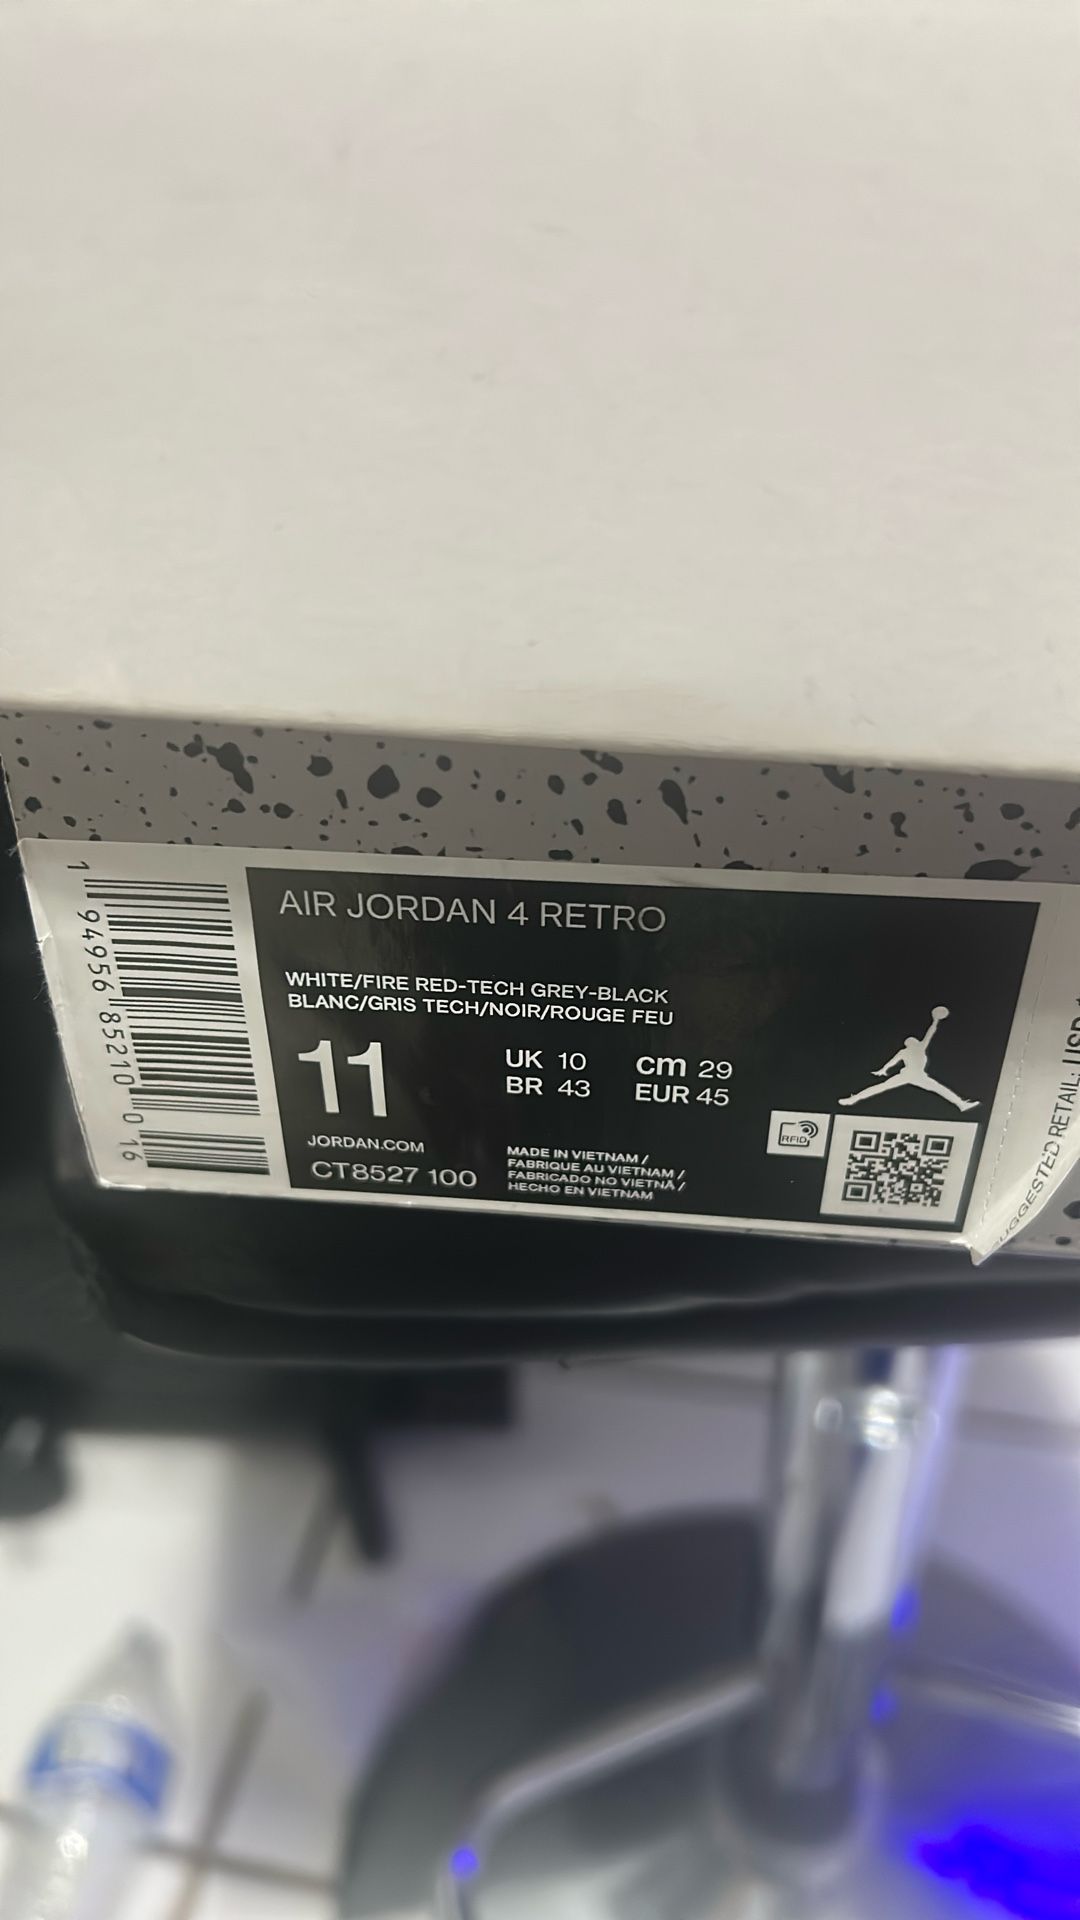 AIR JORDAN 4 RETRO
WHITE/FIRE RED-TECH GREY-BLACK
BLANC/GRIS TECH/NOIR/ROUGE FEU
11
UK 10 cm 29
BR 43 EUR 45
JORDAN.COM
CT8527 100
MADE IN VIETNAM /
FABRIQUE AU VIETNAM /
FABRICADO NO VIETNÃ /
HECHO EN VIETNAM
RFID
1 94956 85210 0 16
SUGGESTED RETAIL: USD